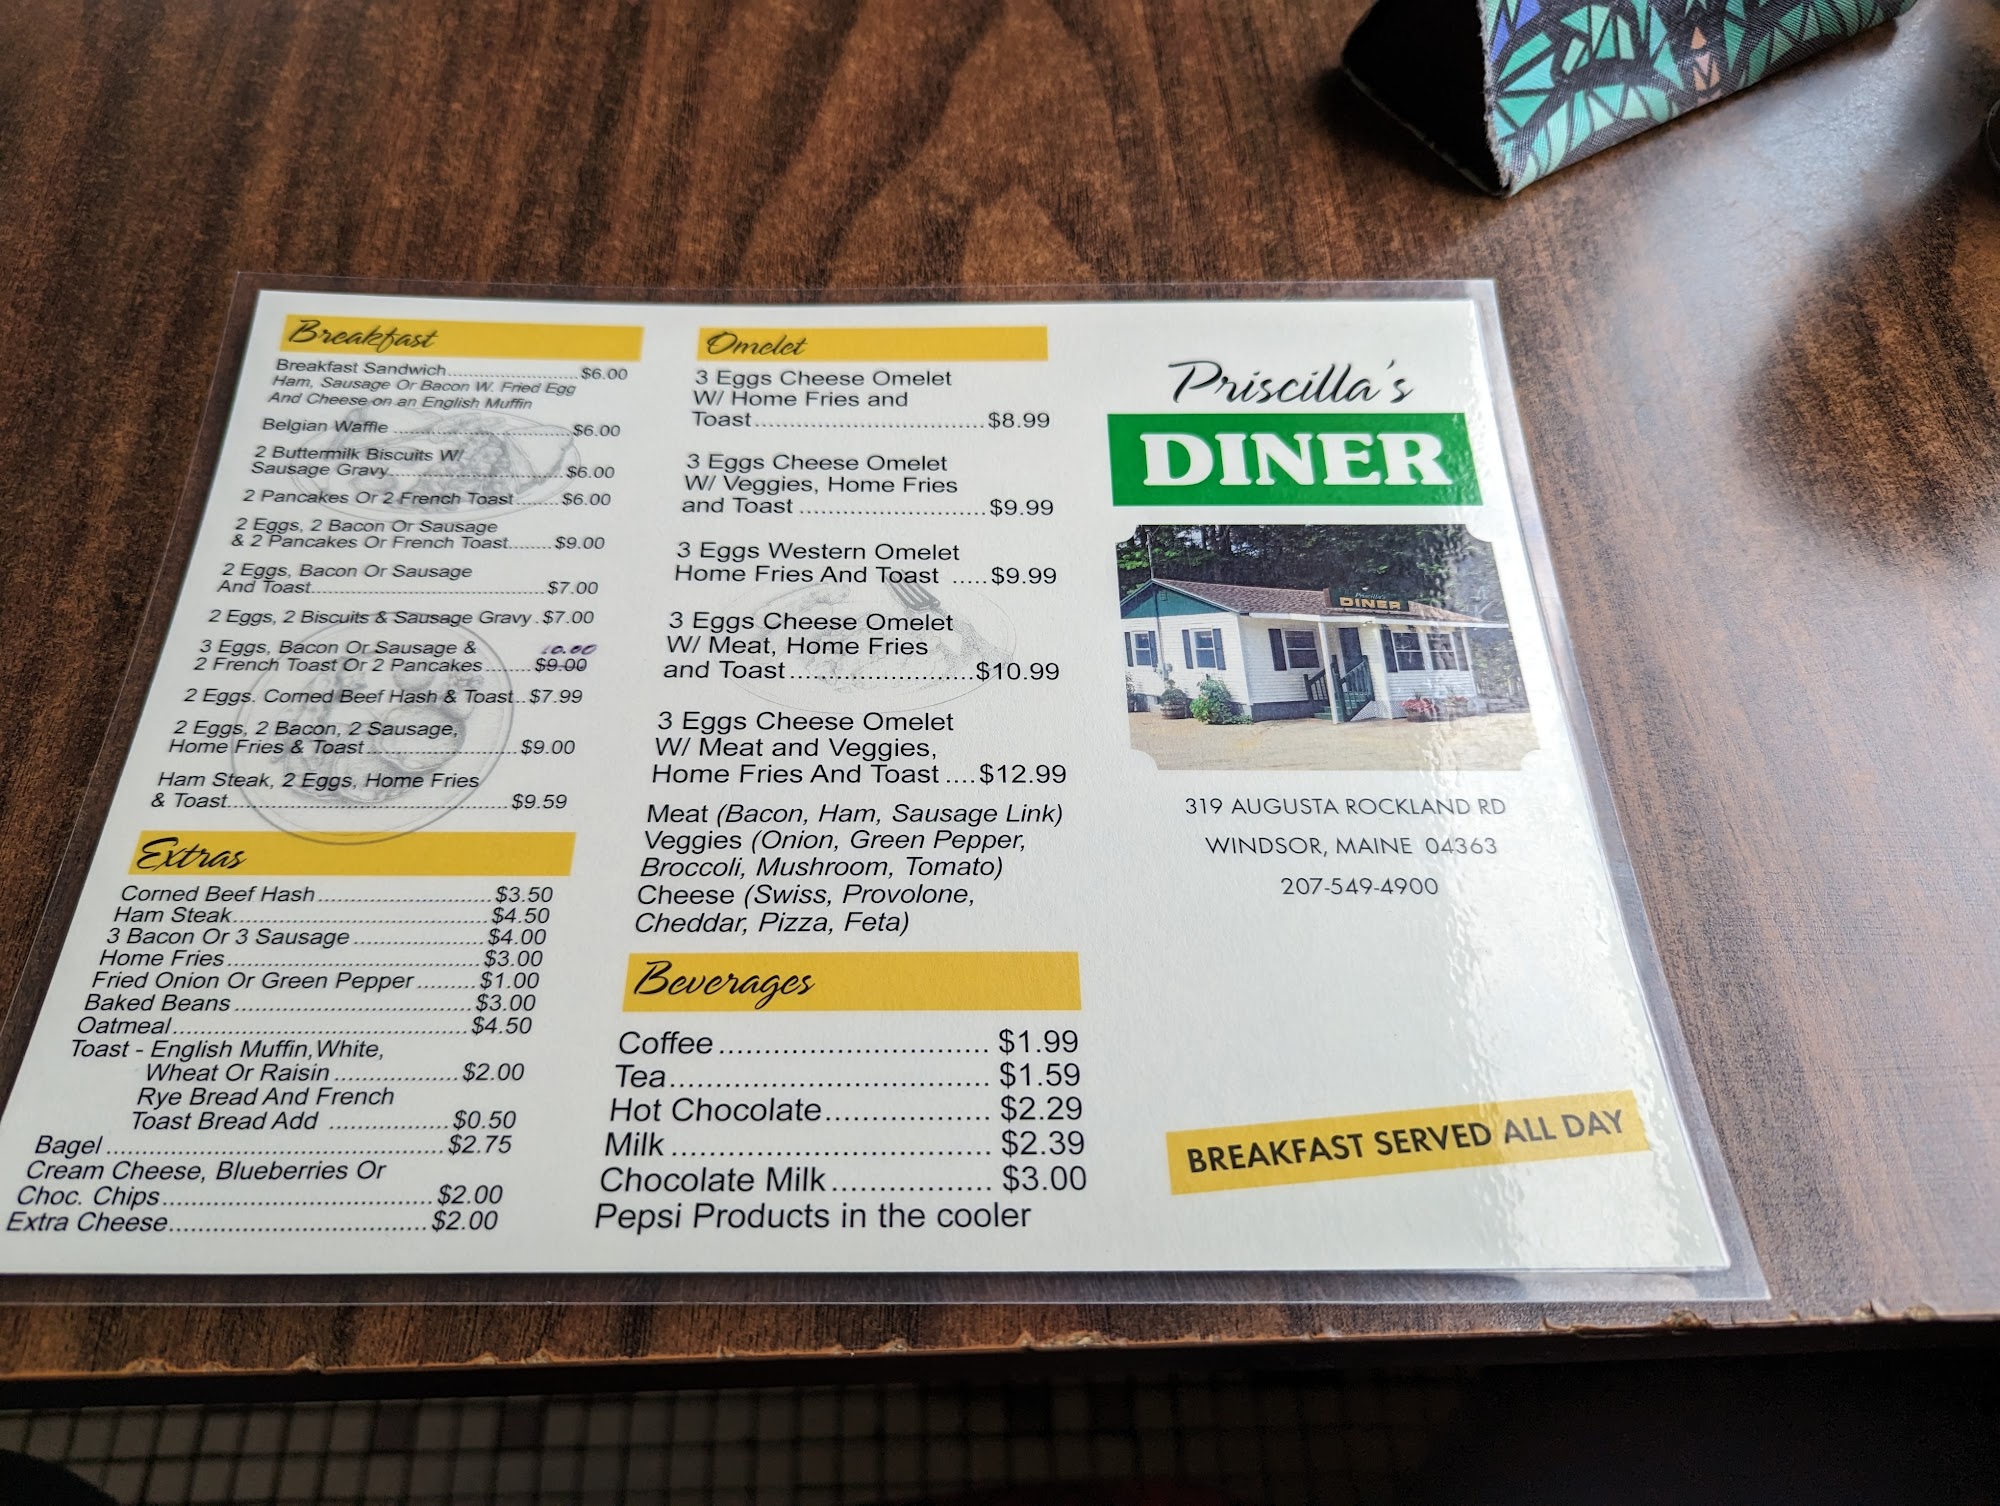 Breakfast
Breakfast Sandwich....................$6.00
Ham, Sausage Or Bacon W. Fried Egg
And Cheese on an English Muffin
Belgian Waffle ............................$6.00
2 Buttermilk Biscuits W/
Sausage Gravy...........................$6.00
2 Pancakes Or 2 French Toast.......$6.00
2 Eggs, 2 Bacon Or Sausage
& 2 Pancakes Or French Toast.......$9.00
2 Eggs, Bacon Or Sausage
And Toast....................................$7.00
2 Eggs, 2 Biscuits & Sausage Gravy.$7.00
3 Eggs, Bacon Or Sausage & 10.00
2 French Toast Or 2 Pancakes.......$9.00
2 Eggs. Corned Beef Hash & Toast..$7.99
2 Eggs, 2 Bacon, 2 Sausage,
Home Fries & Toast......................$9.00
Ham Steak, 2 Eggs, Home Fries
& Toast.......................................$9.59
Extras
Corned Beef Hash..........................$3.50
Ham Steak.....................................$4.50
3 Bacon Or 3 Sausage...................$4.00
Home Fries.....................................$3.00
Fried Onion Or Green Pepper.........$1.00
Baked Beans..................................$3.00
Oatmeal..........................................$4.50
Toast - English Muffin,White,
Wheat Or Raisin..................$2.00
Rye Bread And French
Toast Bread Add .................$0.50
Bagel..............................................$2.75
Cream Cheese, Blueberries Or
Choc. Chips.....................................$2.00
Extra Cheese...................................$2.00
Omelet
3 Eggs Cheese Omelet
W/ Home Fries and
Toast.................................$8.99
3 Eggs Cheese Omelet
W/ Veggies, Home Fries
and Toast ..........................$9.99
3 Eggs Western Omelet
Home Fries And Toast .....$9.99
3 Eggs Cheese Omelet
W/ Meat, Home Fries
and Toast.........................$10.99
3 Eggs Cheese Omelet
W/ Meat and Veggies,
Home Fries And Toast ....$12.99
Meat (Bacon, Ham, Sausage Link)
Veggies (Onion, Green Pepper,
Broccoli, Mushroom, Tomato)
Cheese (Swiss, Provolone,
Cheddar, Pizza, Feta)
Beverages
Coffee.............................. $1.99
Tea................................... $1.59
Hot Chocolate.................. $2.29
Milk .................................. $2.39
Chocolate Milk................. $3.00
Pepsi Products in the cooler
Priscilla's
DINER
Priscilla's
DINER
319 AUGUSTA ROCKLAND RD
WINDSOR, MAINE 04363
207-549-4900
BREAKFAST SERVED ALL DAY